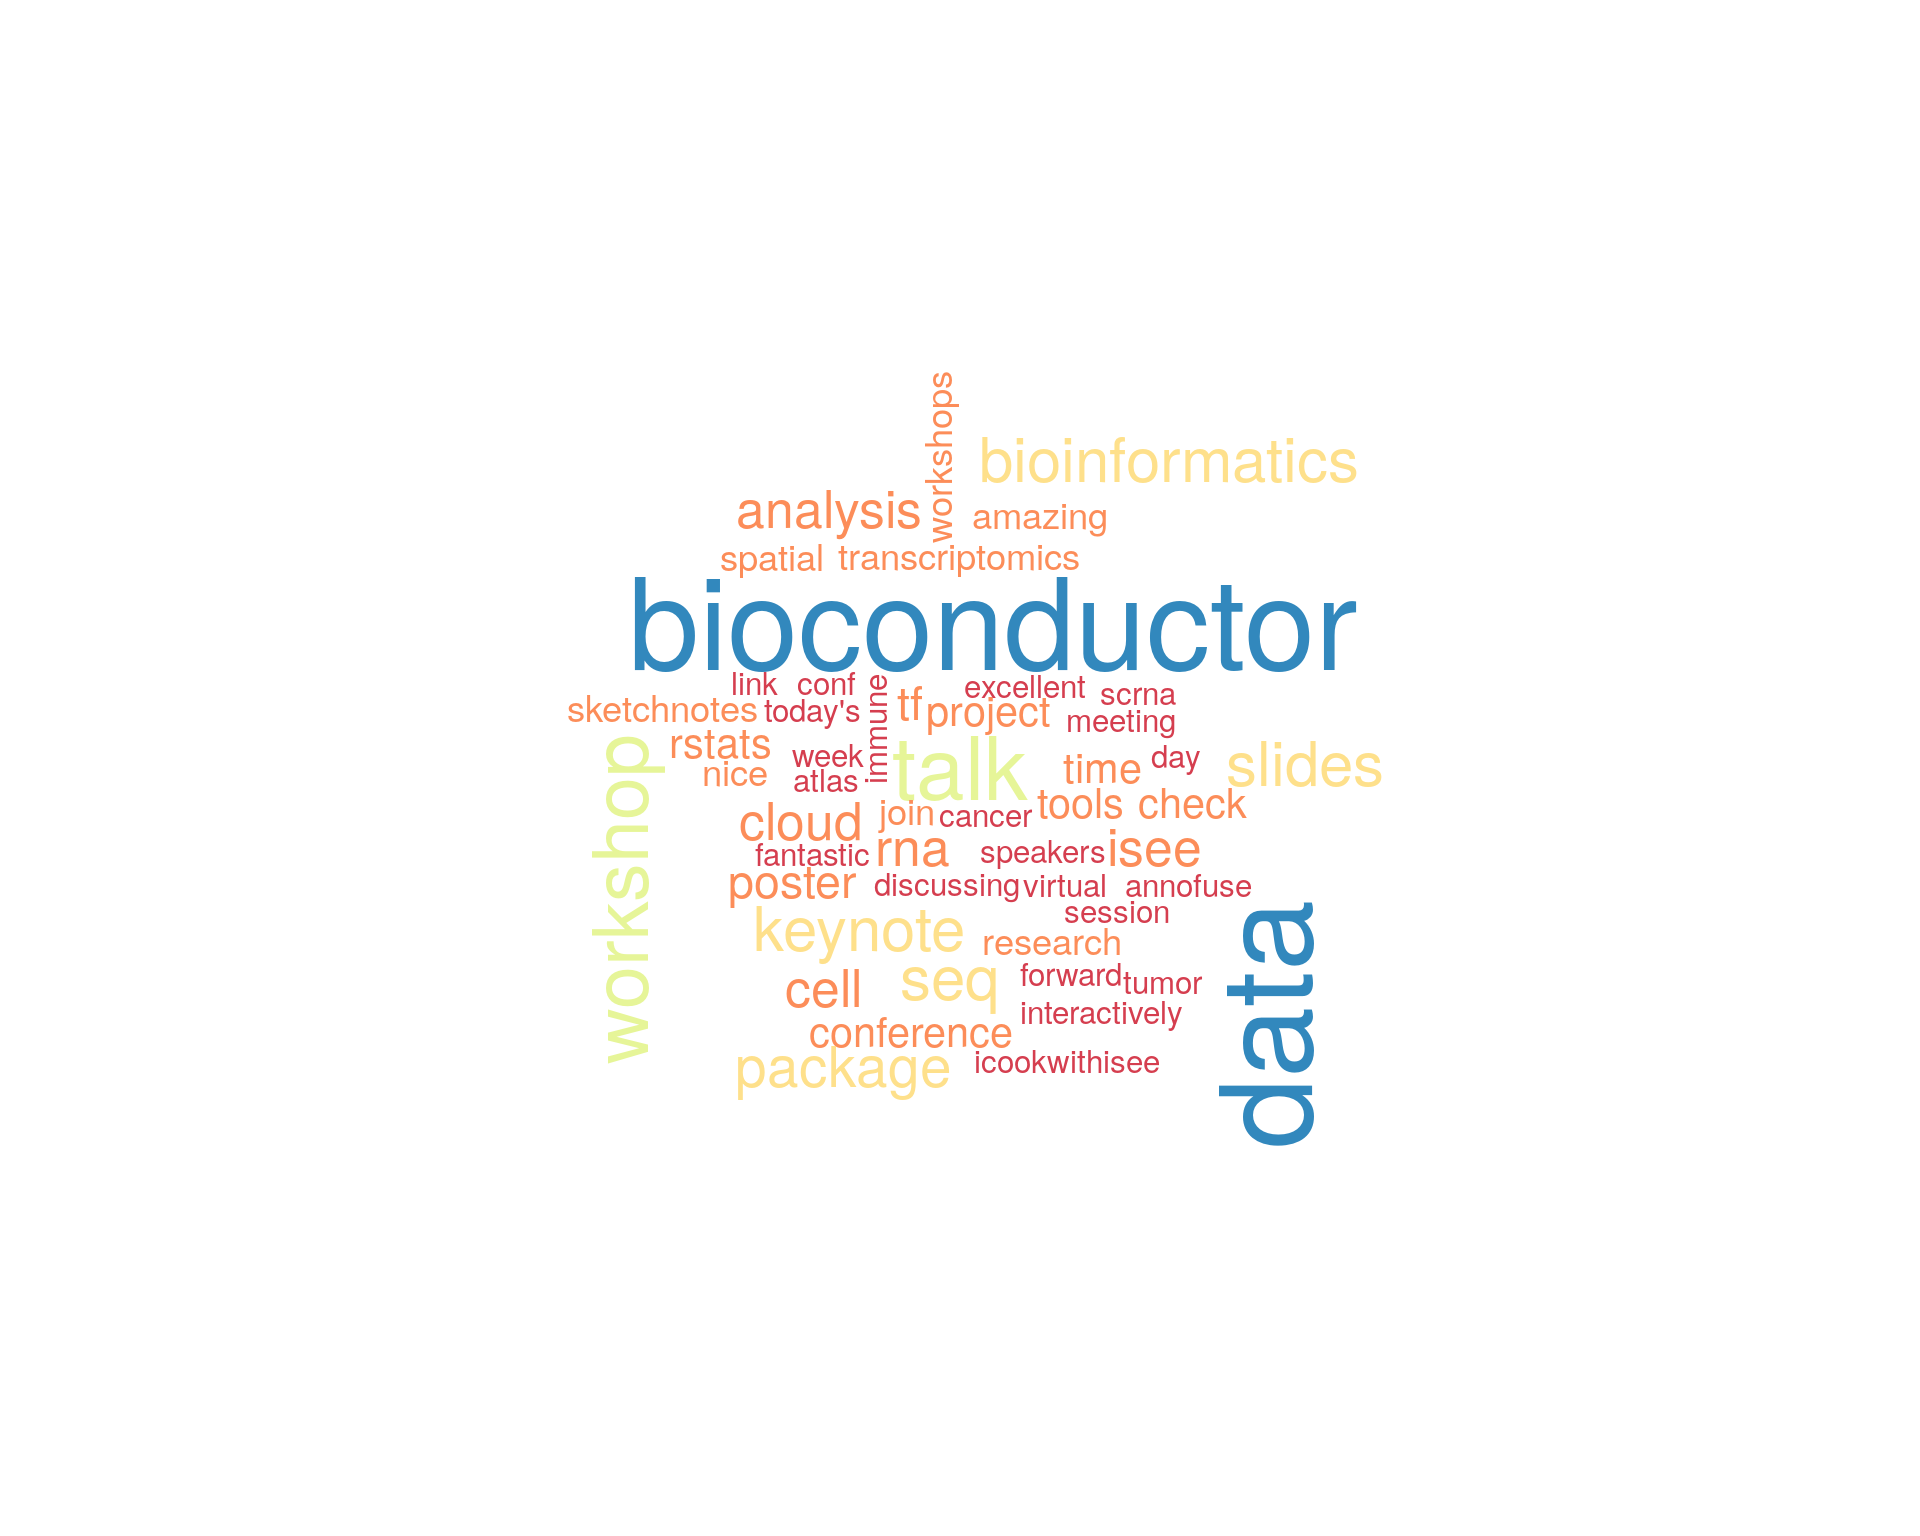 workshops
bioinformatics
analysis
amazing
spatial transcriptomics
bioconductor
link conf immune excellent scrna
sketchnotes today's tf project meeting
rstats week talk time day slides
nice atlas
workshop
cloud join cancer tools check
fantastic rna speakers isee
poster discussing virtual annofuse
session
keynote research
data
cell seq forward tumor
interactively
conference
package icookwithisee